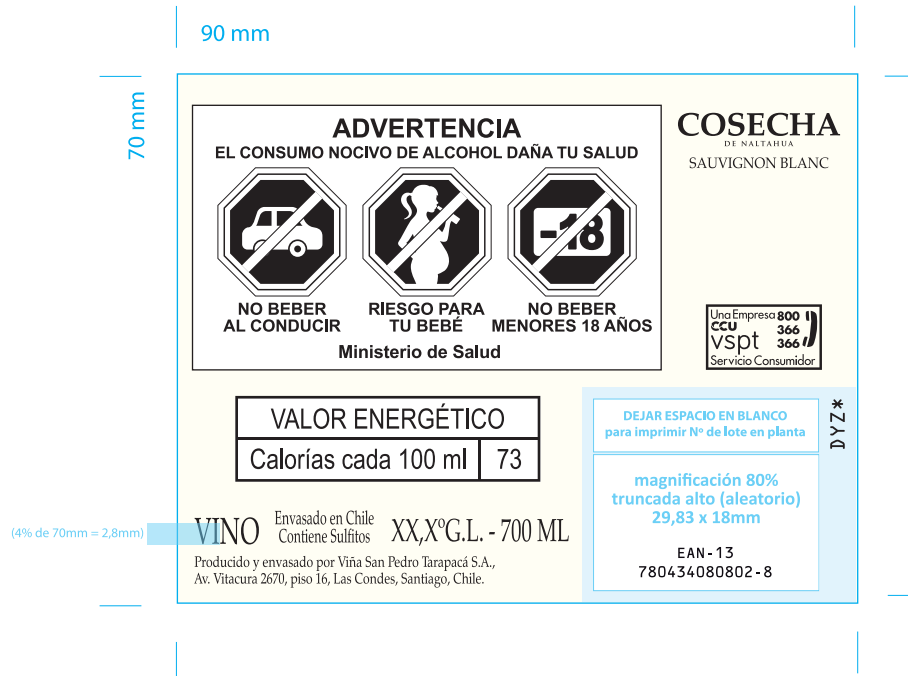 90 mm
70 mm
ADVERTENCIA
EL CONSUMO NOCIVO DE ALCOHOL DAÑA TU SALUD
-18
NO BEBER
AL CONDUCIR
RIESGO PARA
TU BEBÉ
NO BEBER
MENORES 18 AÑOS
Ministerio de Salud
COSECHA
DE NALTAHUA
SAUVIGNON BLANC
Una Empresa 800
CCU 366
vspt 366
Servicio Consumidor
VALOR ENERGÉTICO
Calorías cada 100 ml 73
DEJAR ESPACIO EN BLANCO
para imprimir Nº de lote en planta
DYZ*
magnificación 80%
truncada alto (aleatorio)
29,83 x 18mm
EAN-13
780434080802-8
(4% de 70mm = 2,8mm)
VINO
Envasado en Chile
Contiene Sulfitos
XX,XºG.L. - 700 ML
Producido y envasado por Viña San Pedro Tarapacá S.A.,
Av. Vitacura 2670, piso 16, Las Condes, Santiago, Chile.